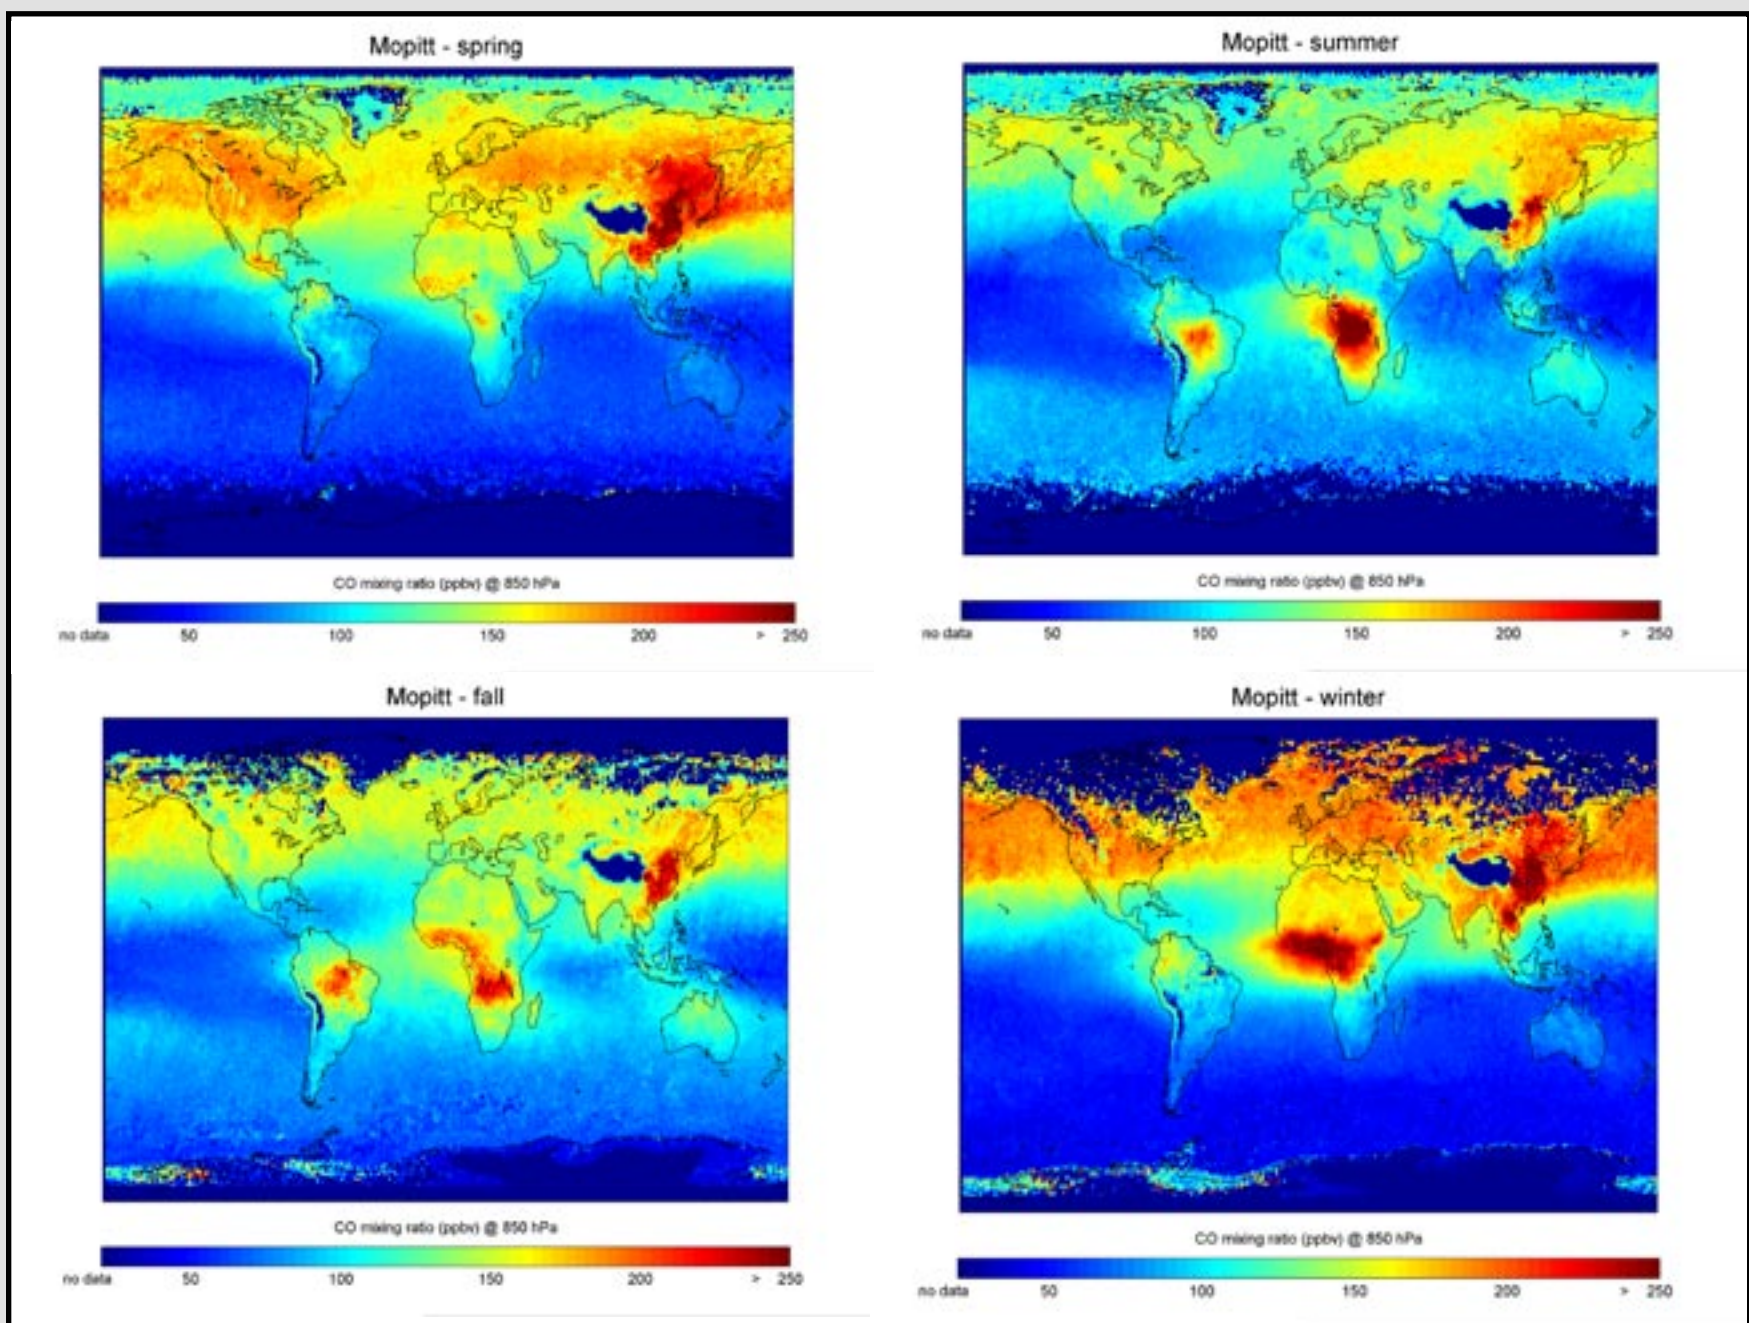 Mopitt - spring
CO mixing ratio (ppbv) @ 850 hPa
no data 50 100 150 200 > 250
Mopitt - summer
CO mixing ratio (ppbv) @ 850 hPa
no data 50 100 150 200 > 250
Mopitt - fall
CO mixing ratio (ppbv) @ 850 hPa
no data 50 100 150 200 > 250
Mopitt - winter
CO mixing ratio (ppbv) @ 850 hPa
no data 50 100 150 200 > 250